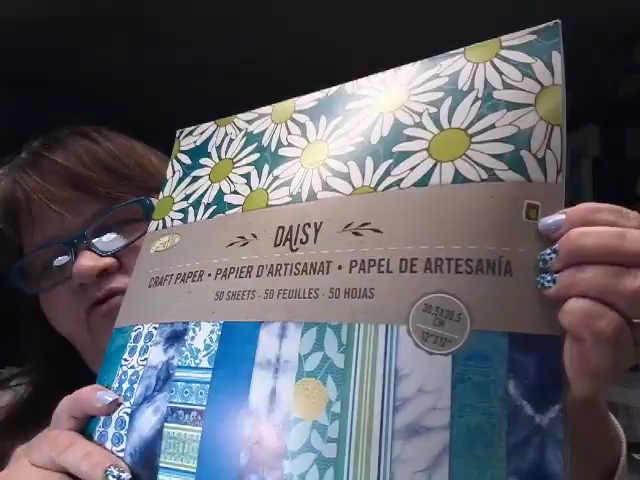 DAISY
CRAFT PAPER • PAPIER D'ARTISANAT • PAPEL DE ARTESANÍA
50 SHEETS · 50 FEUILLES · 50 HOJAS
30.5X30.5
CM
12"X12"